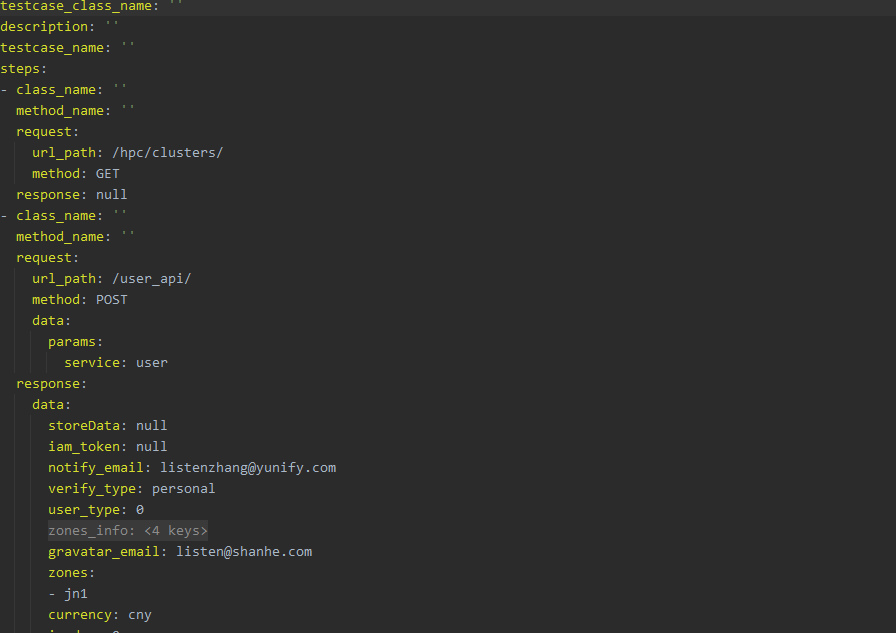 testcase_class_name: ''
description: ''
testcase_name: ''
steps:
- class_name: ''
  method_name: ''
  request:
    url_path: /hpc/clusters/
    method: GET
  response: null
- class_name: ''
  method_name: ''
  request:
    url_path: /user_api/
    method: POST
    data:
      params:
        service: user
  response:
    data:
      storeData: null
      iam_token: null
      notify_email: listenzhang@yunify.com
      verify_type: personal
      user_type: 0
      zones_info: <4 keys>
      gravatar_email: listen@shanhe.com
      zones:
      - jn1
      currency: cny